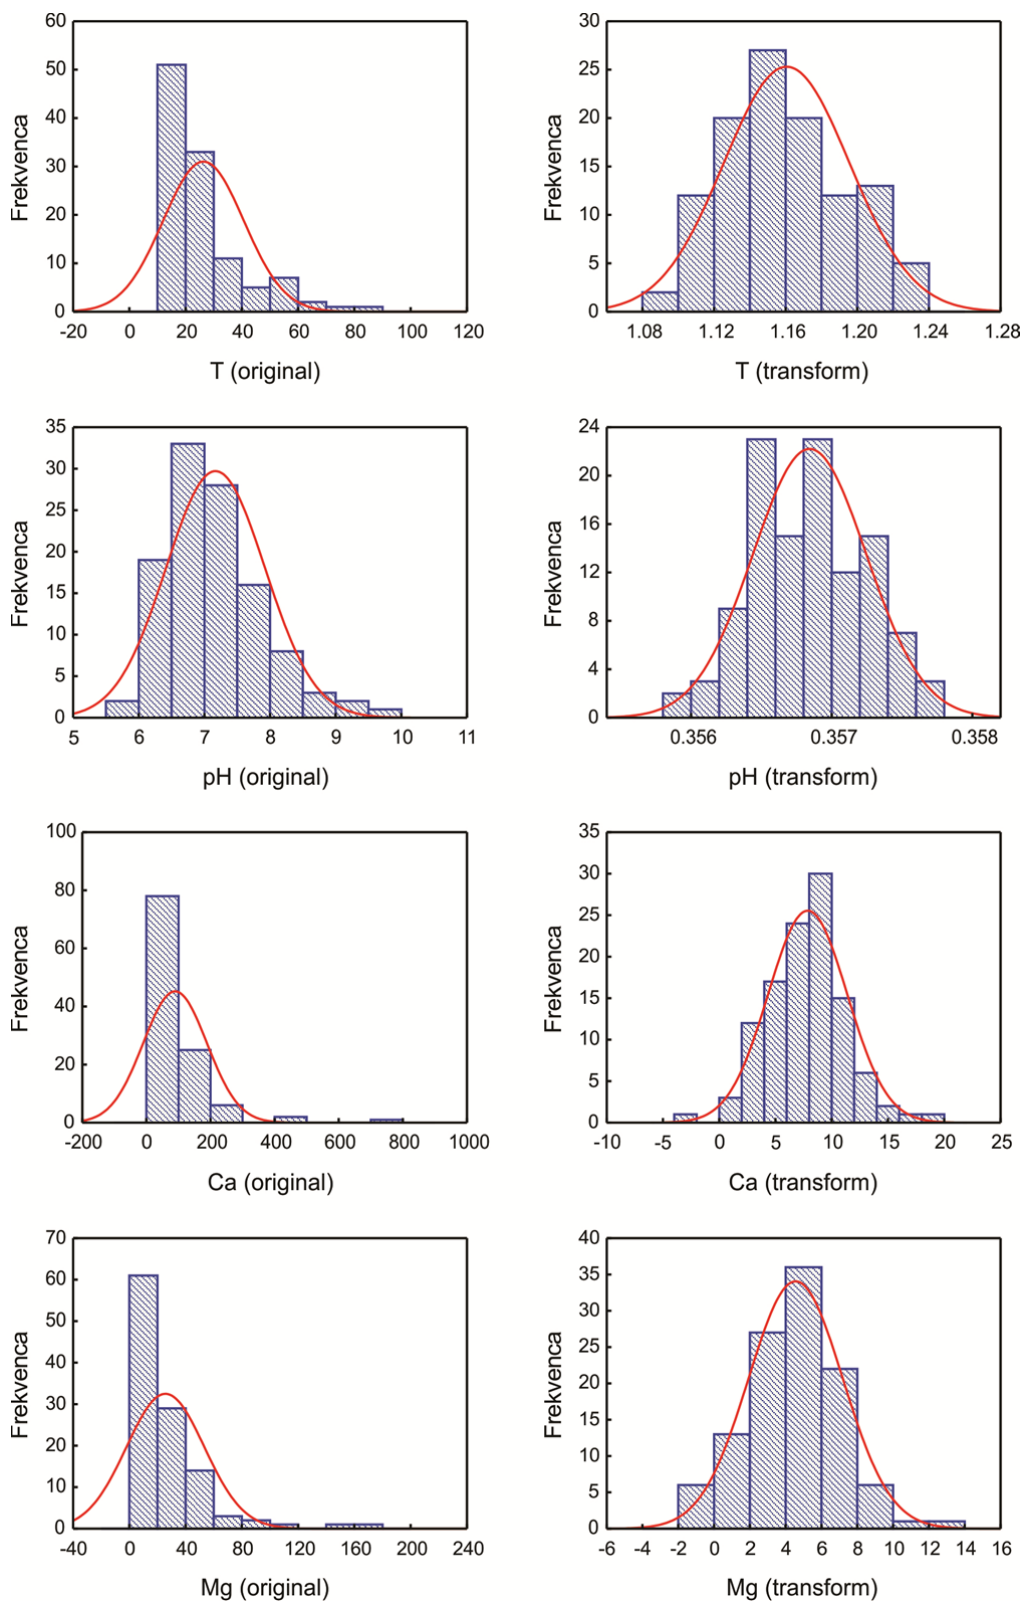 60
50
40
30
20
10
0
Frekvenca
-20 0 20 40 60 80 100 120
T (original)
30
25
20
15
10
5
0
Frekvenca
1.08 1.12 1.16 1.20 1.24 1.28
T (transform)
35
30
25
20
15
10
5
0
Frekvenca
5 6 7 8 9 10 11
pH (original)
24
20
16
12
8
4
0
Frekvenca
0.356 0.357 0.358
pH (transform)
100
80
60
40
20
0
Frekvenca
-200 0 200 400 600 800 1000
Ca (original)
35
30
25
20
15
10
5
0
Frekvenca
-10 -5 0 5 10 15 20 25
Ca (transform)
70
60
50
40
30
20
10
0
Frekvenca
-40 0 40 80 120 160 200 240
Mg (original)
40
35
30
25
20
15
10
5
0
Frekvenca
-6 -4 -2 0 2 4 6 8 10 12 14 16
Mg (transform)